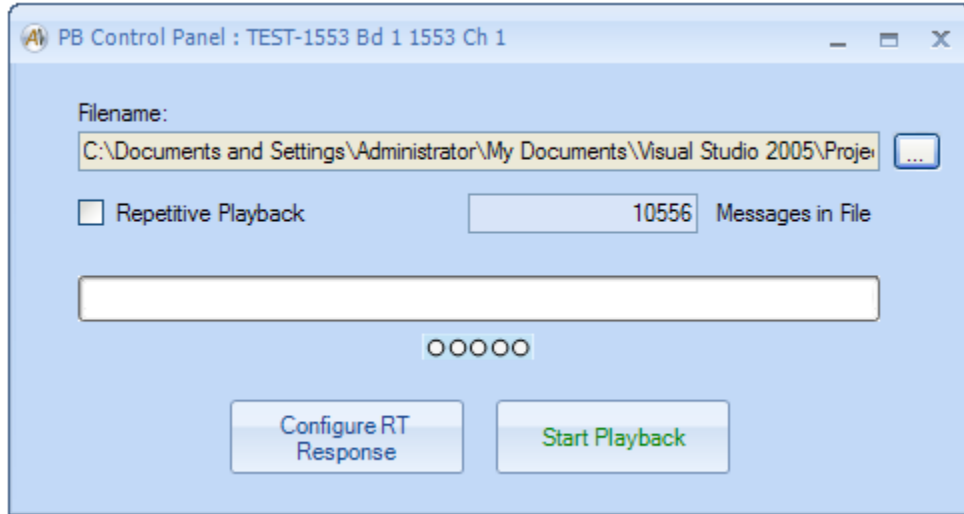 PB Control Panel : TEST-1553 Bd 1 1553 Ch 1
Filename:
C:\Documents and Settings\Administrator\My Documents\Visual Studio 2005\Proje
...
Repetitive Playback 10556 Messages in File
Configure RT
Response
Start Playback